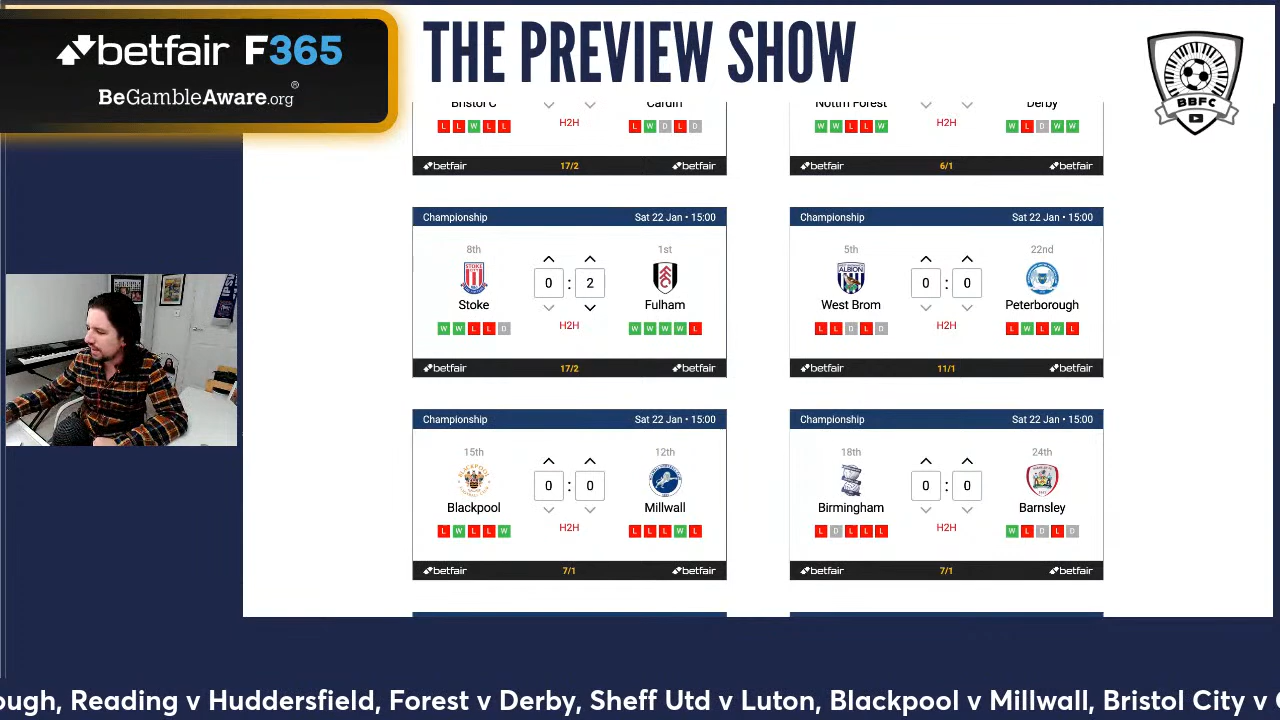 betfair F365
BeGambleAware.org®
THE PREVIEW SHOW
BBFC
Bristol C
Cardiff
H2H
L L W L L
L W D L D
betfair 17/2 betfair
Nottm Forest
Derby
H2H
W W L L W
W L D W W
betfair 6/1 betfair
Championship Sat 22 Jan • 15:00
8th
1st
0 : 2
Stoke
Fulham
H2H
W W L L D
W W W W L
betfair 17/2 betfair
Championship Sat 22 Jan • 15:00
5th
22nd
ALBION
0 : 0
West Brom
Peterborough
H2H
L L D L D
L W L W L
betfair 11/1 betfair
Championship Sat 22 Jan • 15:00
15th
12th
0 : 0
Blackpool
Millwall
H2H
L W L L W
L L L W L
betfair 7/1 betfair
Championship Sat 22 Jan • 15:00
18th
24th
0 : 0
Birmingham
Barnsley
H2H
L D L L L
W L D L D
betfair 7/1 betfair
ough, Reading v Huddersfield, Forest v Derby, Sheff Utd v Luton, Blackpool v Millwall, Bristol City v